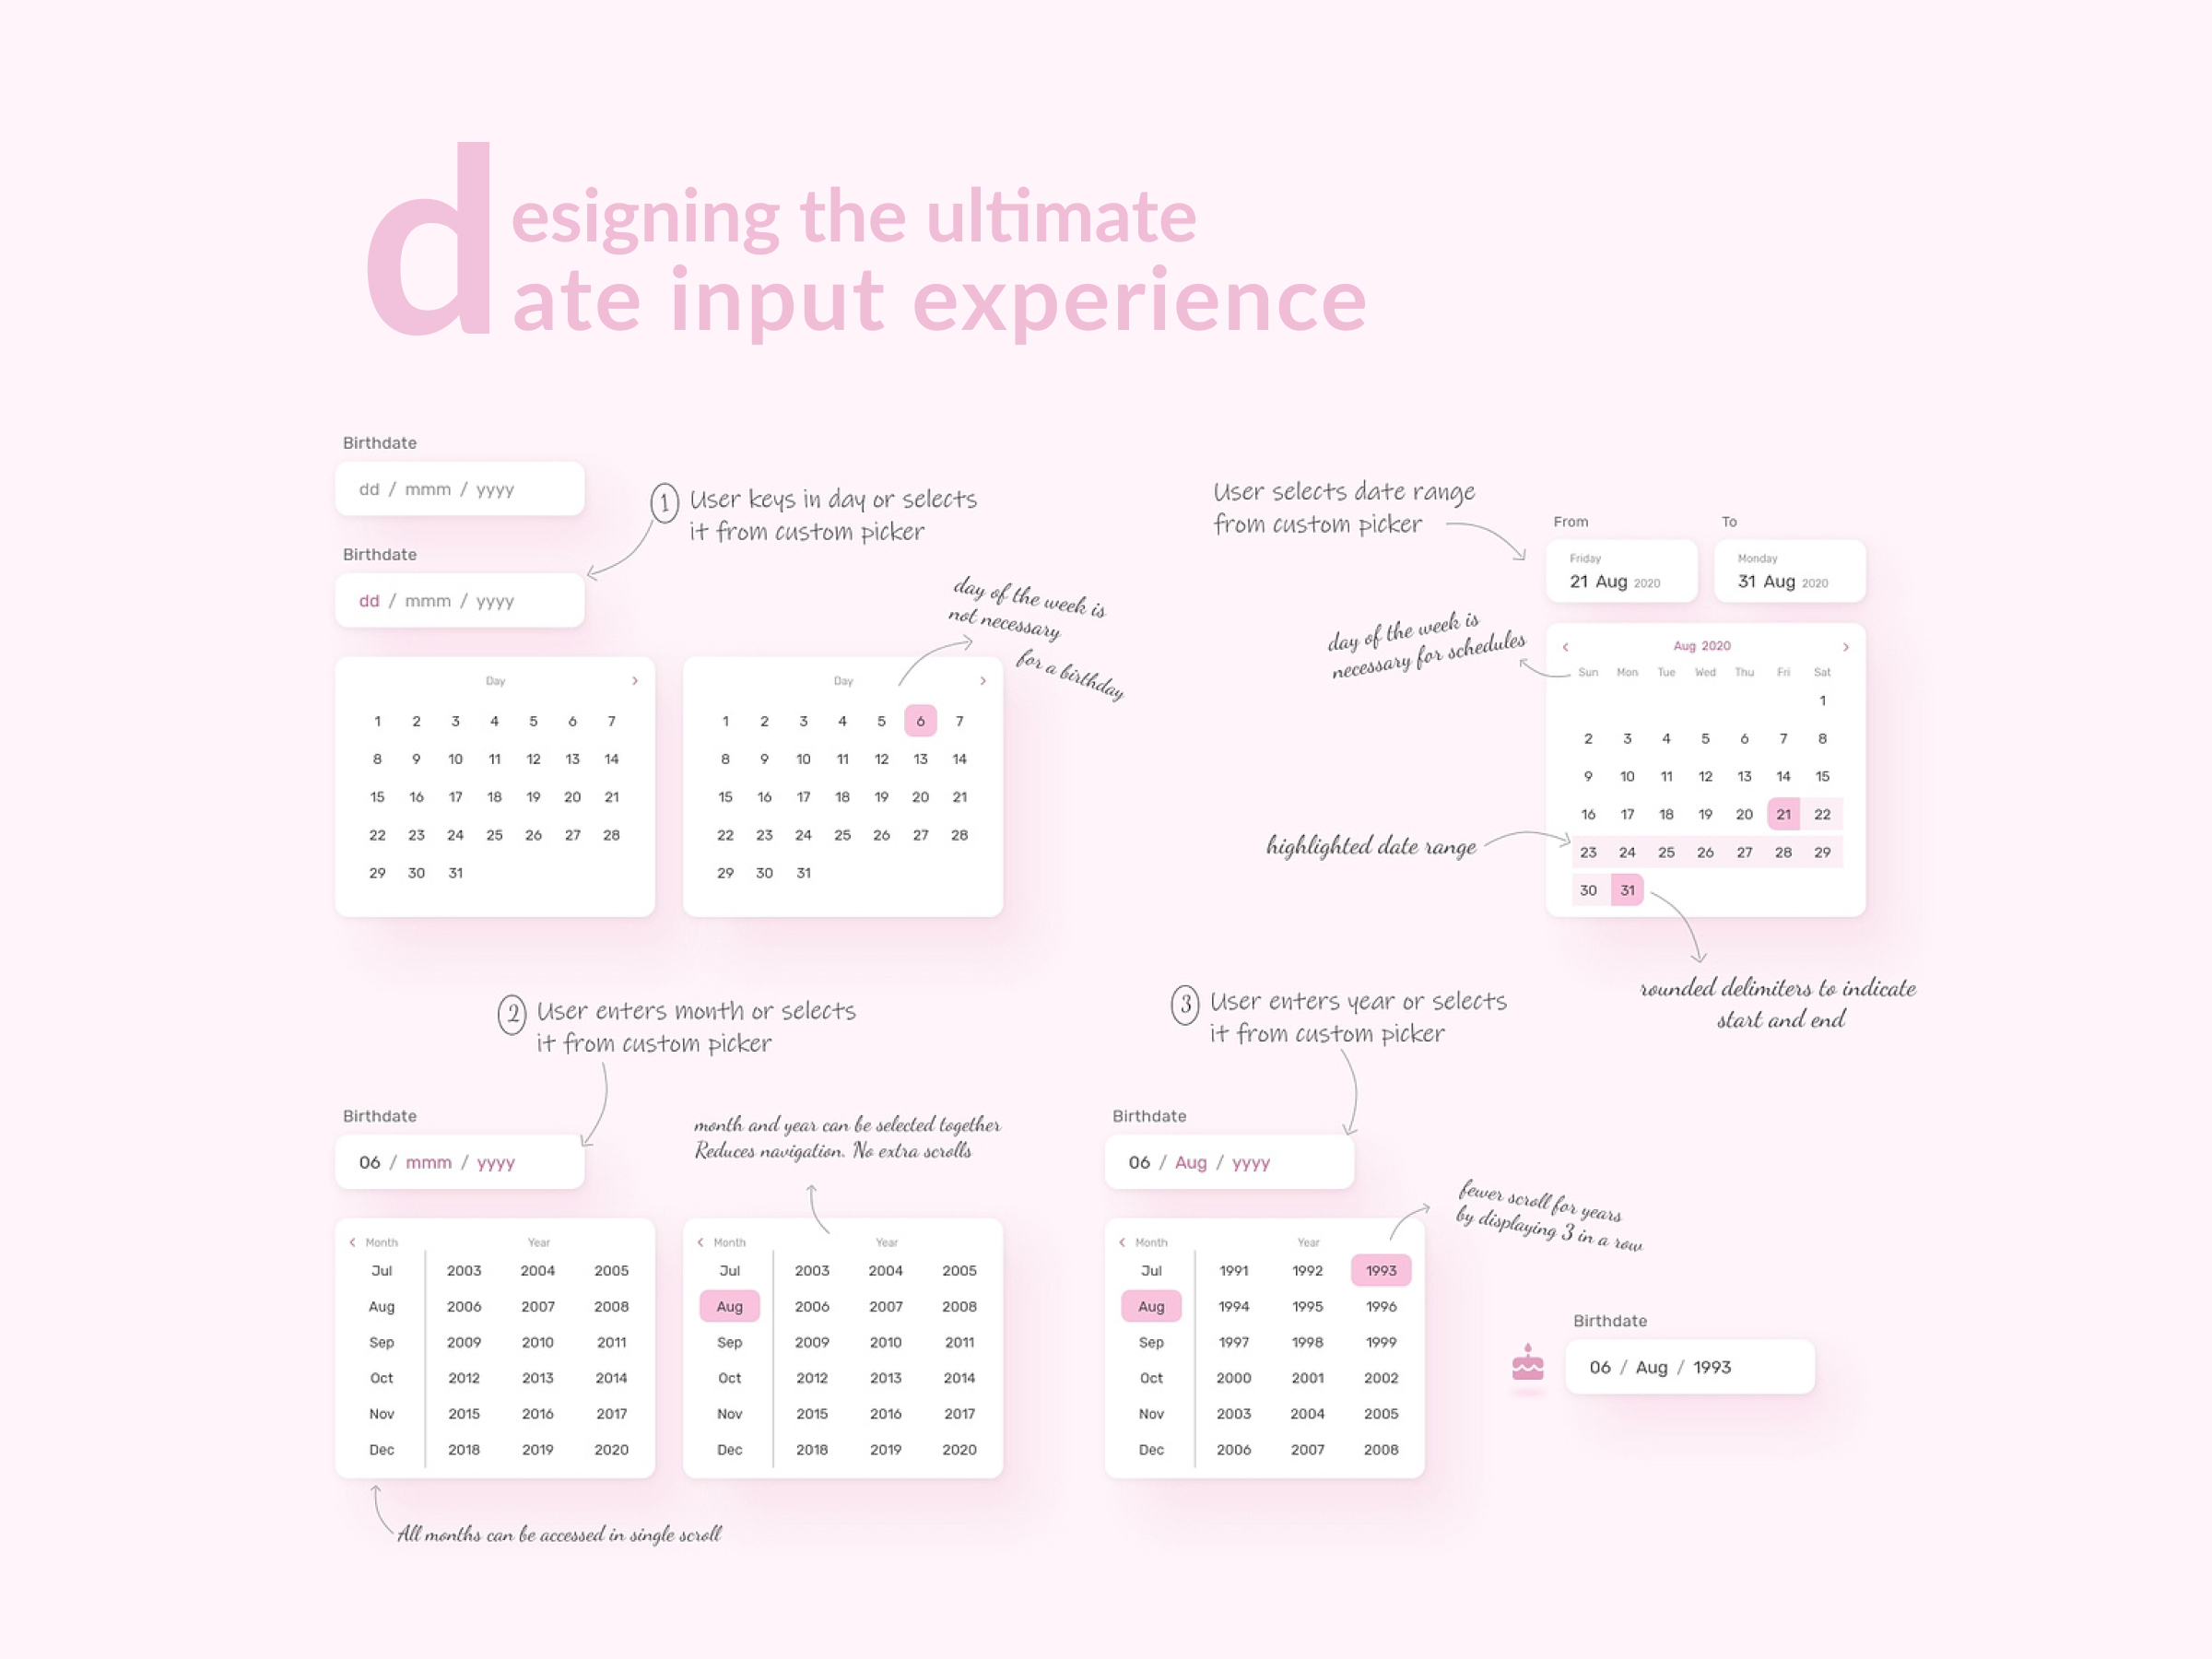 designing the ultimate
date input experience
Birthdate
dd / mmm / yyyy
Birthdate
dd / mmm / yyyy
1 User keys in day or selects
it from custom picker
day of the week is
not necessary
for a birthday
Day >
1 2 3 4 5 6 7
8 9 10 11 12 13 14
15 16 17 18 19 20 21
22 23 24 25 26 27 28
29 30 31
Day >
1 2 3 4 5 6 7
8 9 10 11 12 13 14
15 16 17 18 19 20 21
22 23 24 25 26 27 28
29 30 31
User selects date range
from custom picker
From
Friday
21 Aug 2020
To
Monday
31 Aug 2020
day of the week is
necessary for schedules
< Aug 2020 >
Sun Mon Tue Wed Thu Fri Sat
1
2 3 4 5 6 7 8
9 10 11 12 13 14 15
16 17 18 19 20 21 22
23 24 25 26 27 28 29
30 31
highlighted date range
rounded delimiters to indicate
start and end
2 User enters month or selects
it from custom picker
Birthdate
06 / mmm / yyyy
month and year can be selected together
Reduces navigation. No extra scrolls
< Month Year
Jul 2003 2004 2005
Aug 2006 2007 2008
Sep 2009 2010 2011
Oct 2012 2013 2014
Nov 2015 2016 2017
Dec 2018 2019 2020
< Month Year
Jul 2003 2004 2005
Aug 2006 2007 2008
Sep 2009 2010 2011
Oct 2012 2013 2014
Nov 2015 2016 2017
Dec 2018 2019 2020
All months can be accessed in single scroll
3 User enters year or selects
it from custom picker
Birthdate
06 / Aug / yyyy
fewer scroll for years
by displaying 3 in a row
< Month Year
Jul 1991 1992 1993
Aug 1994 1995 1996
Sep 1997 1998 1999
Oct 2000 2001 2002
Nov 2003 2004 2005
Dec 2006 2007 2008
Birthdate
06 / Aug / 1993